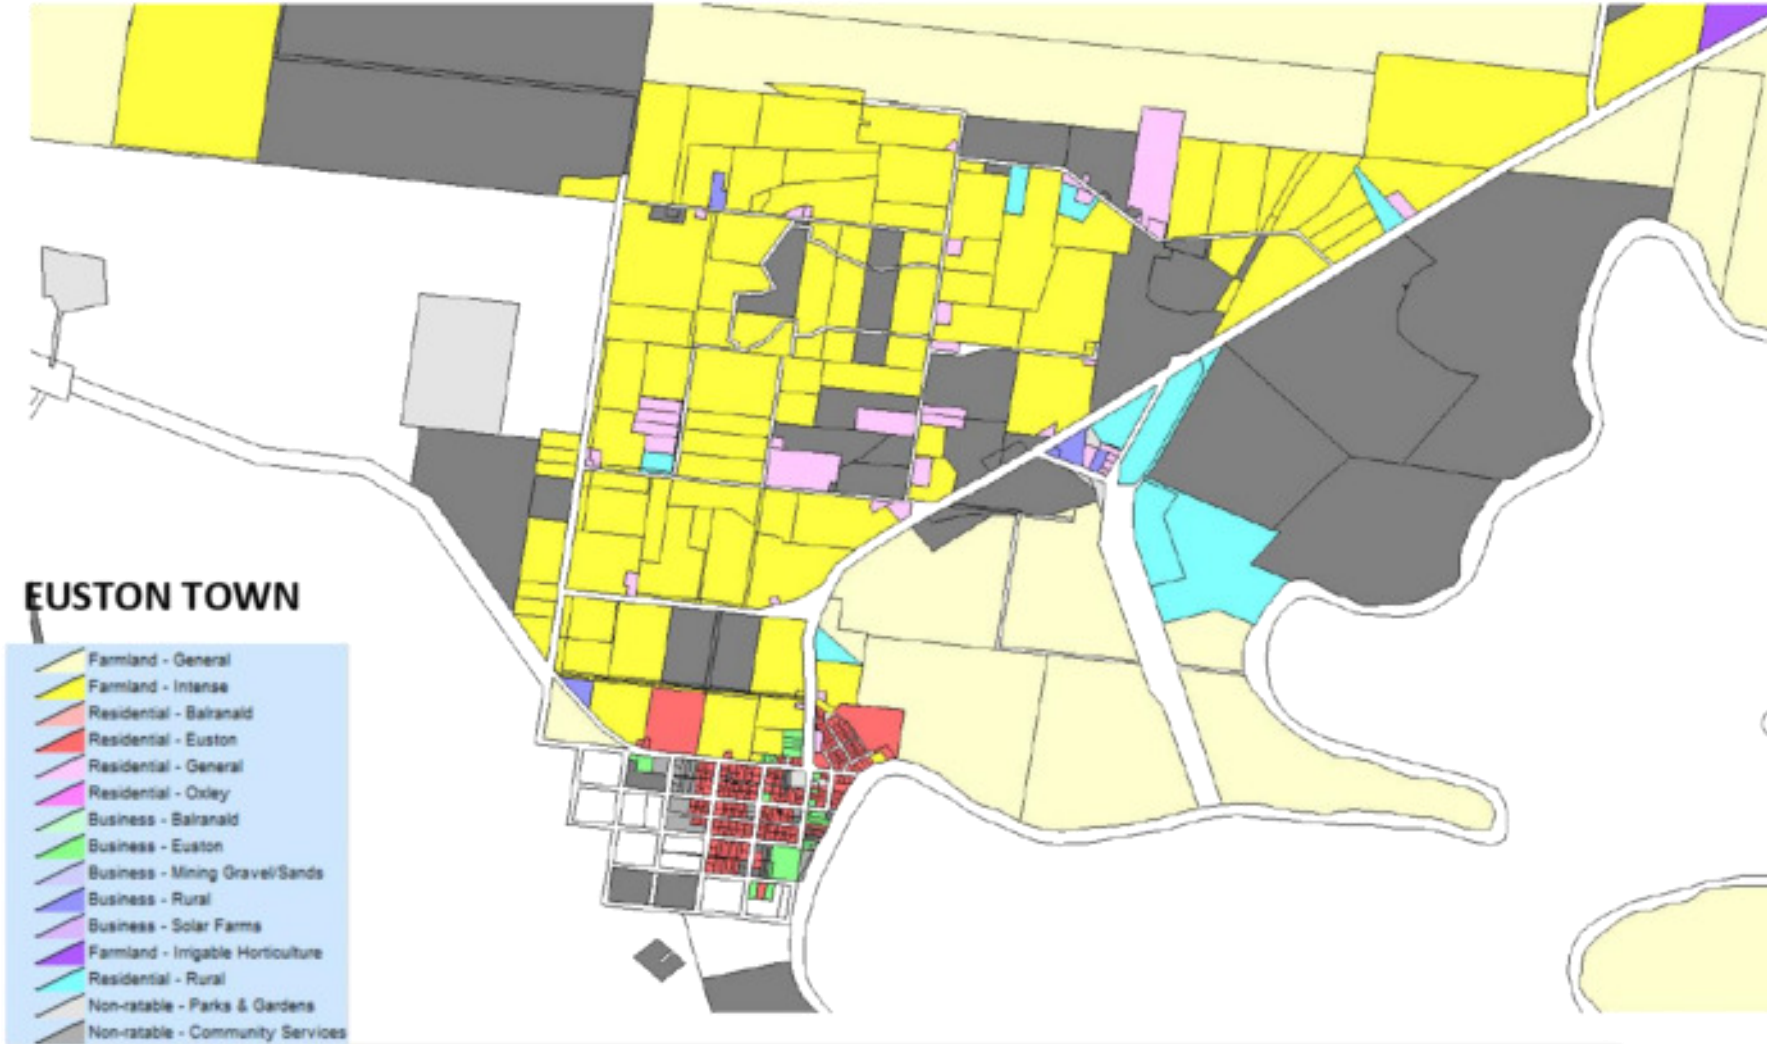 EUSTON TOWN
Farmland - General
Farmland - Intense
Residential - Balranald
Residential - Euston
Residential - General
Residential - Oxley
Business - Balranald
Business - Euston
Business - Mining Gravel/Sands
Business - Rural
Business - Solar Farms
Farmland - Irrigable Horticulture
Residential - Rural
Non-ratable - Parks & Gardens
Non-ratable - Community Services